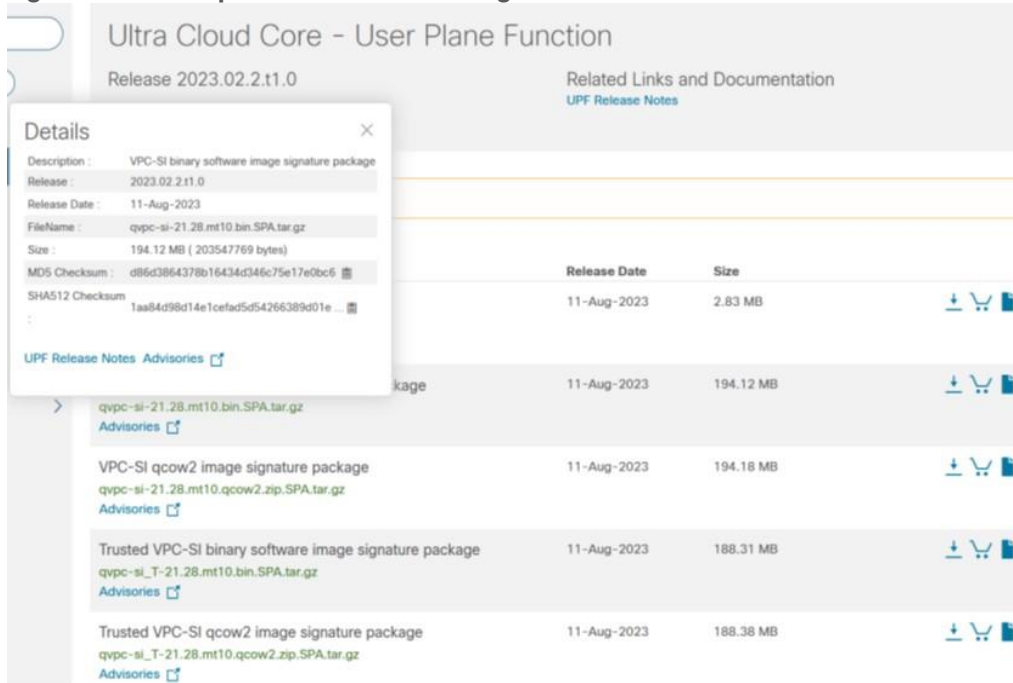 Ultra Cloud Core - User Plane Function
Release 2023.02.2.t1.0
Related Links and Documentation
UPF Release Notes
Details
Description : VPC-SI binary software image signature package
Release : 2023.02.2.t1.0
Release Date : 11-Aug-2023
FileName : qvpc-si-21.28.mt10.bin.SPA.tar.gz
Size : 194.12 MB ( 203547769 bytes)
MD5 Checksum : d86d3864378b16434d346c75e17e0bc6
SHA512 Checksum
: 1aa84d98d14e1cefad5d54266389d01e ...
UPF Release Notes Advisories
Release Date Size
11-Aug-2023 2.83 MB
kage 11-Aug-2023 194.12 MB
qvpc-si-21.28.mt10.bin.SPA.tar.gz
Advisories
VPC-SI qcow2 image signature package 11-Aug-2023 194.18 MB
qvpc-si-21.28.mt10.qcow2.zip.SPA.tar.gz
Advisories
Trusted VPC-SI binary software image signature package 11-Aug-2023 188.31 MB
qvpc-si_T-21.28.mt10.bin.SPA.tar.gz
Advisories
Trusted VPC-SI qcow2 image signature package 11-Aug-2023 188.38 MB
qvpc-si_T-21.28.mt10.qcow2.zip.SPA.tar.gz
Advisories